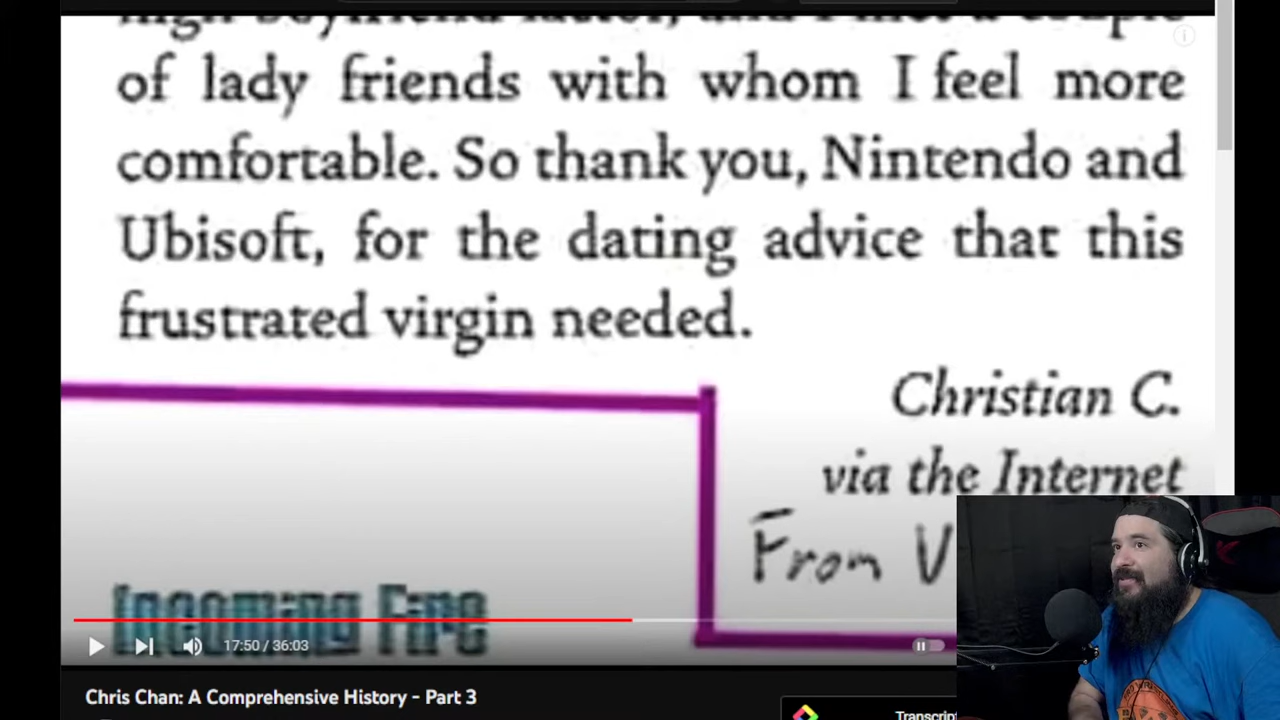 of lady friends with whom I feel more
comfortable. So thank you, Nintendo and
Ubisoft, for the dating advice that this
frustrated virgin needed.
Christian C.
via the Internet
From V
Incoming Fire
17:50 / 36:03
Chris Chan: A Comprehensive History - Part 3
Transcript